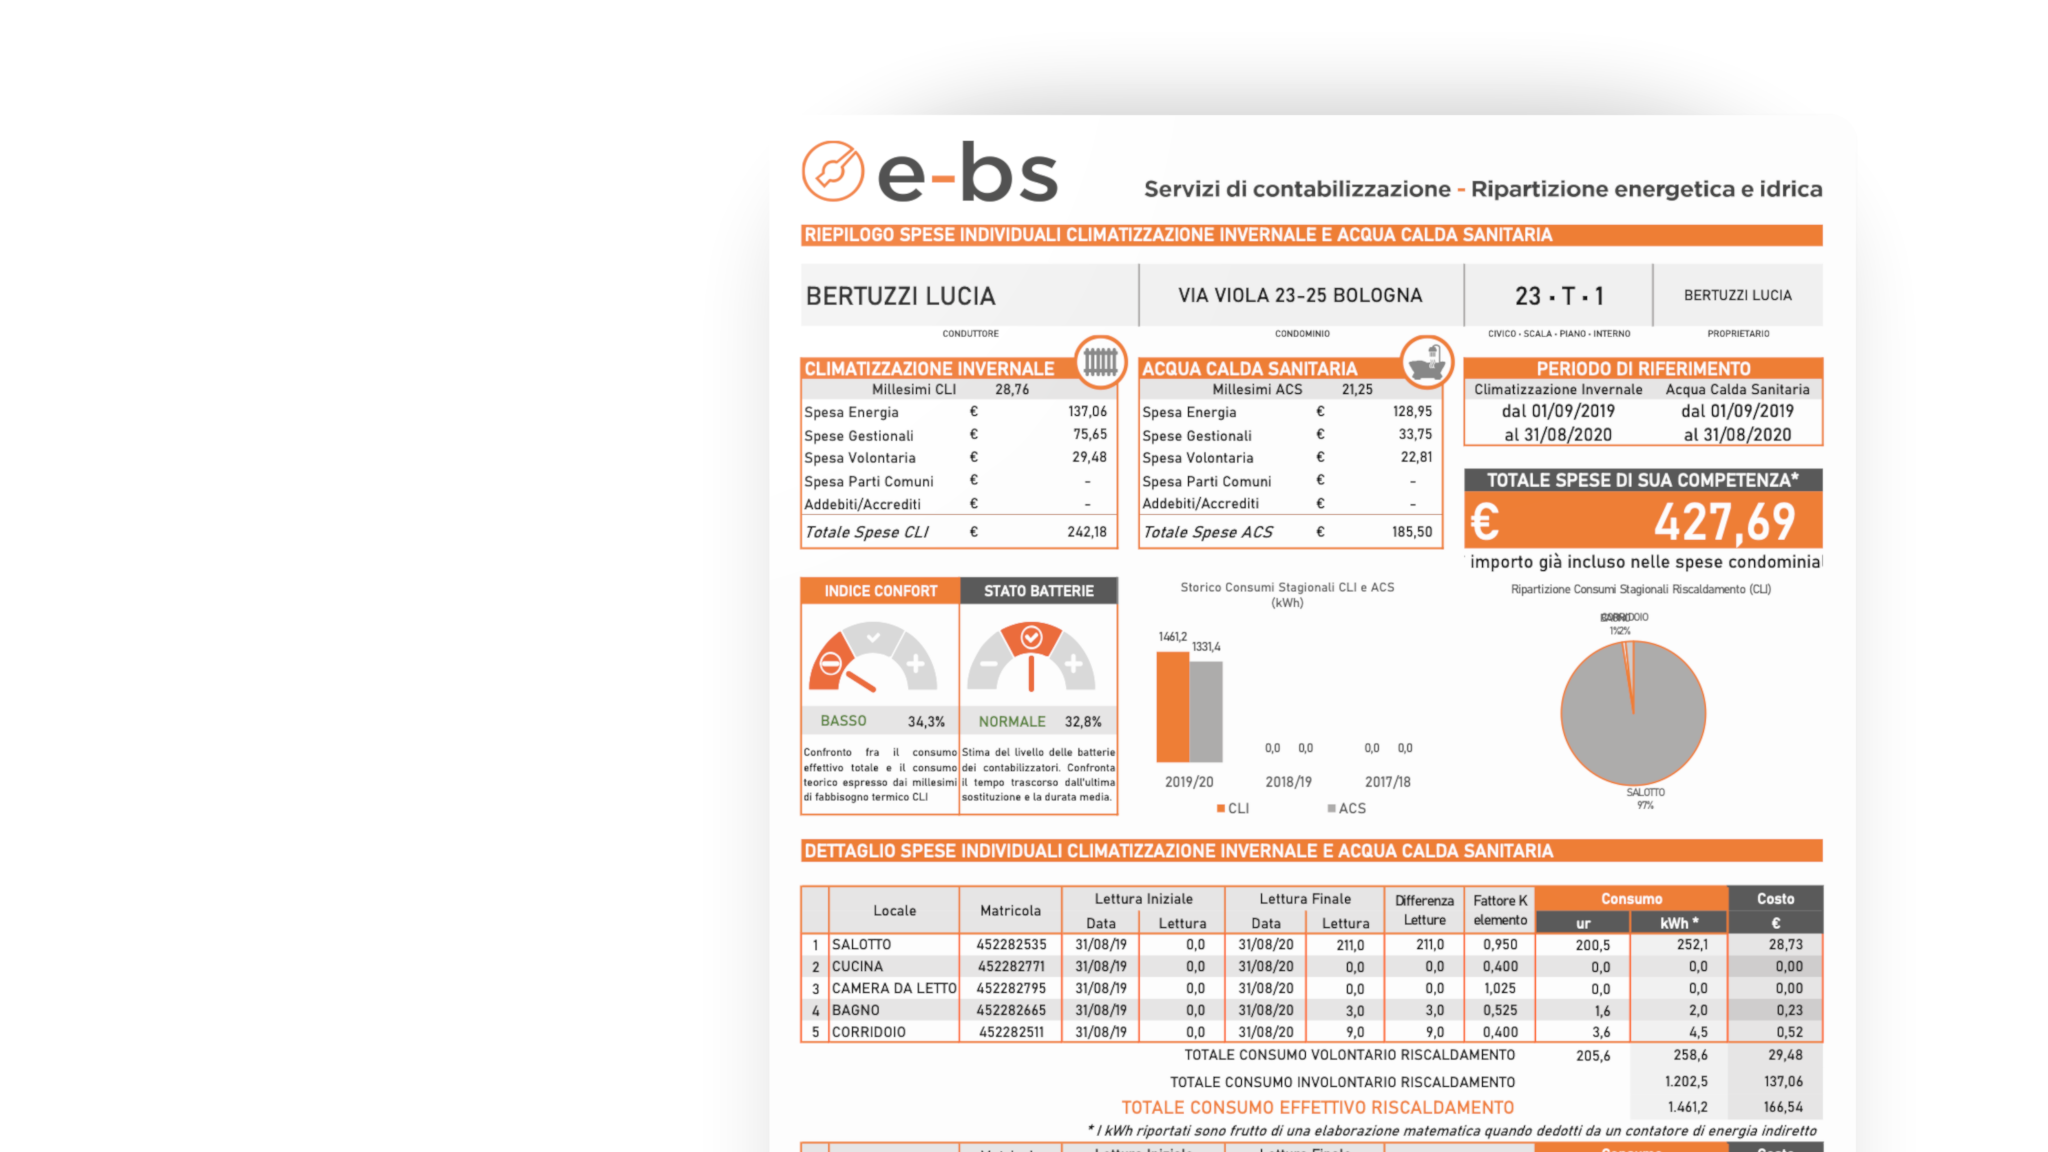 e-bs
Servizi di contabilizzazione - Ripartizione energetica e idrica
RIEPILOGO SPESE INDIVIDUALI CLIMATIZZAZIONE INVERNALE E ACQUA CALDA SANITARIA
BERTUZZI LUCIA VIA VIOLA 23-25 BOLOGNA 23 - T - 1 BERTUZZI LUCIA
CONDUTTORE CONDOMINIO CIVICO - SCALA - PIANO - INTERNO PROPRIETARIO
CLIMATIZZAZIONE INVERNALE
Millesimi CLI 28,76
Spesa Energia € 137,06
Spese Gestionali € 75,65
Spesa Volontaria € 29,48
Spesa Parti Comuni € -
Addebiti/Accrediti € -
Totale Spese CLI € 242,18
ACQUA CALDA SANITARIA
Millesimi ACS 21,25
Spesa Energia € 128,95
Spese Gestionali € 33,75
Spesa Volontaria € 22,81
Spesa Parti Comuni € -
Addebiti/Accrediti € -
Totale Spese ACS € 185,50
PERIODO DI RIFERIMENTO
Climatizzazione Invernale Acqua Calda Sanitaria
dal 01/09/2019 dal 01/09/2019
al 31/08/2020 al 31/08/2020
TOTALE SPESE DI SUA COMPETENZA*
€ 427,69
importo già incluso nelle spese condominial
INDICE CONFORT
BASSO 34,3%
Confronto fra il consumo
effettivo totale e il consumo
teorico espresso dai millesimi
di fabbisogno termico CLI
STATO BATTERIE
NORMALE 32,8%
Stima del livello delle batterie
dei contabilizzatori. Confronta
il tempo trascorso dall'ultima
sostituzione e la durata media.
Storico Consumi Stagionali CLI e ACS
(kWh)
1461,2
1331,4
0,0 0,0 0,0 0,0
2019/20 2018/19 2017/18
CLI ACS
Ripartizione Consumi Stagionali Riscaldamento (CLI)
CORRIDOIO
2%
SALOTTO
97%
DETTAGLIO SPESE INDIVIDUALI CLIMATIZZAZIONE INVERNALE E ACQUA CALDA SANITARIA
Locale Matricola Lettura Iniziale Lettura Finale Differenza Letture Fattore K elemento Consumo Costo
Data Lettura Data Lettura ur kWh * €
1 SALOTTO 452282535 31/08/19 0,0 31/08/20 211,0 211,0 0,950 200,5 252,1 28,73
2 CUCINA 452282771 31/08/19 0,0 31/08/20 0,0 0,0 0,400 0,0 0,0 0,00
3 CAMERA DA LETTO 452282795 31/08/19 0,0 31/08/20 0,0 0,0 1,025 0,0 0,0 0,00
4 BAGNO 452282665 31/08/19 0,0 31/08/20 3,0 3,0 0,525 1,6 2,0 0,23
5 CORRIDOIO 452282511 31/08/19 0,0 31/08/20 9,0 9,0 0,400 3,6 4,5 0,52
TOTALE CONSUMO VOLONTARIO RISCALDAMENTO 205,6 258,6 29,48
TOTALE CONSUMO INVOLONTARIO RISCALDAMENTO 1.202,5 137,06
TOTALE CONSUMO EFFETTIVO RISCALDAMENTO 1.461,2 166,54
* I kWh riportati sono frutto di una elaborazione matematica quando dedotti da un contatore di energia indiretto